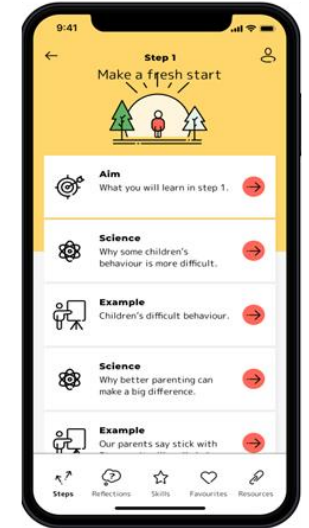 9:41
Step 1
Make a fresh start
Aim
What you will learn in step 1.
Science
Why some children's
behaviour is more difficult.
Example
Children's difficult behaviour.
Science
Why better parenting can
make a big difference.
Example
Our parents say stick with
Steps Reflections Skills Favourites Resources